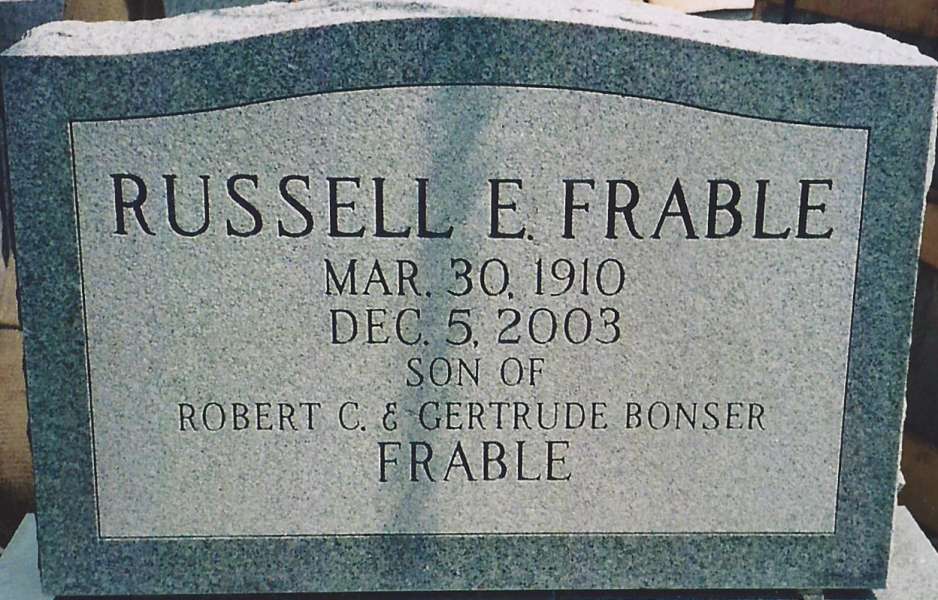 RUSSELL E. FRABLE
MAR. 30, 1910
DEC. 5, 2003
SON OF
ROBERT C. & GERTRUDE BONSER
FRABLE